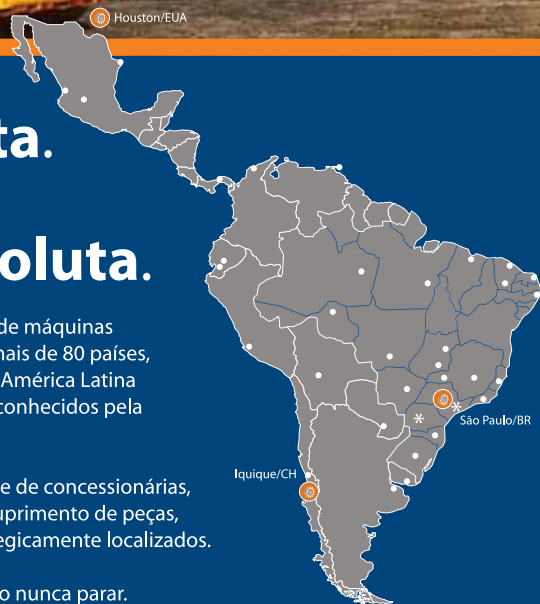 Houston/EUA
ta.
oluta.
de máquinas
nais de 80 países,
América Latina
conhecidos pela
São Paulo/BR
Iquique/CH
e de concessionárias,
uprimento de peças,
egicamente localizados.
o nunca parar.